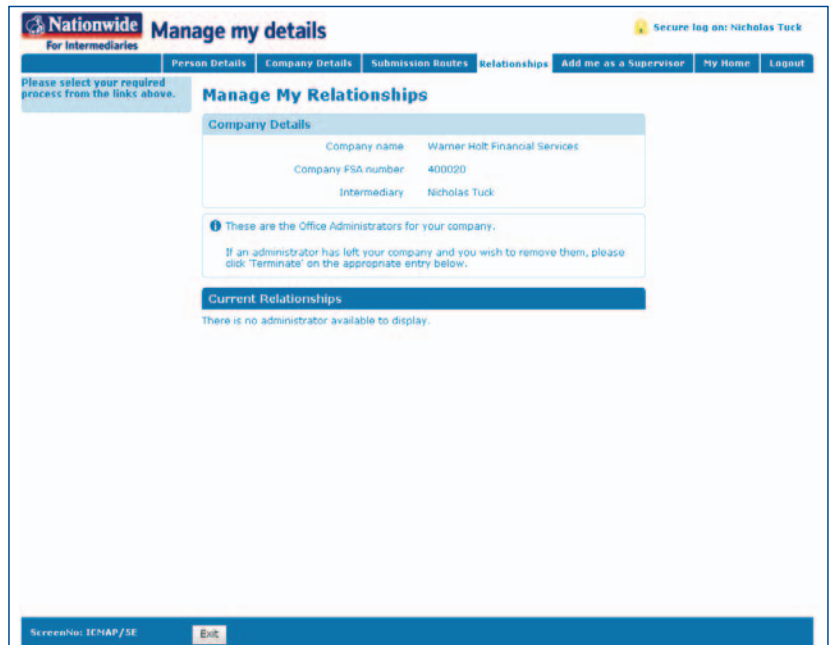 Nationwide
For Intermediaries
Manage my details
Secure log on: Nicholas Tuck
Person Details Company Details Submission Routes Relationships Add me as a Supervisor My Home Logout
Please select your required
process from the links above.
Manage My Relationships
Company Details
Company name Warner Holt Financial Services
Company FSA number 400020
Intermediary Nicholas Tuck
These are the Office Administrators for your company.
If an administrator has left your company and you wish to remove them, please
click 'Terminate' on the appropriate entry below.
Current Relationships
There is no administrator available to display.
ScreenNo: ICMAP/SE Exit